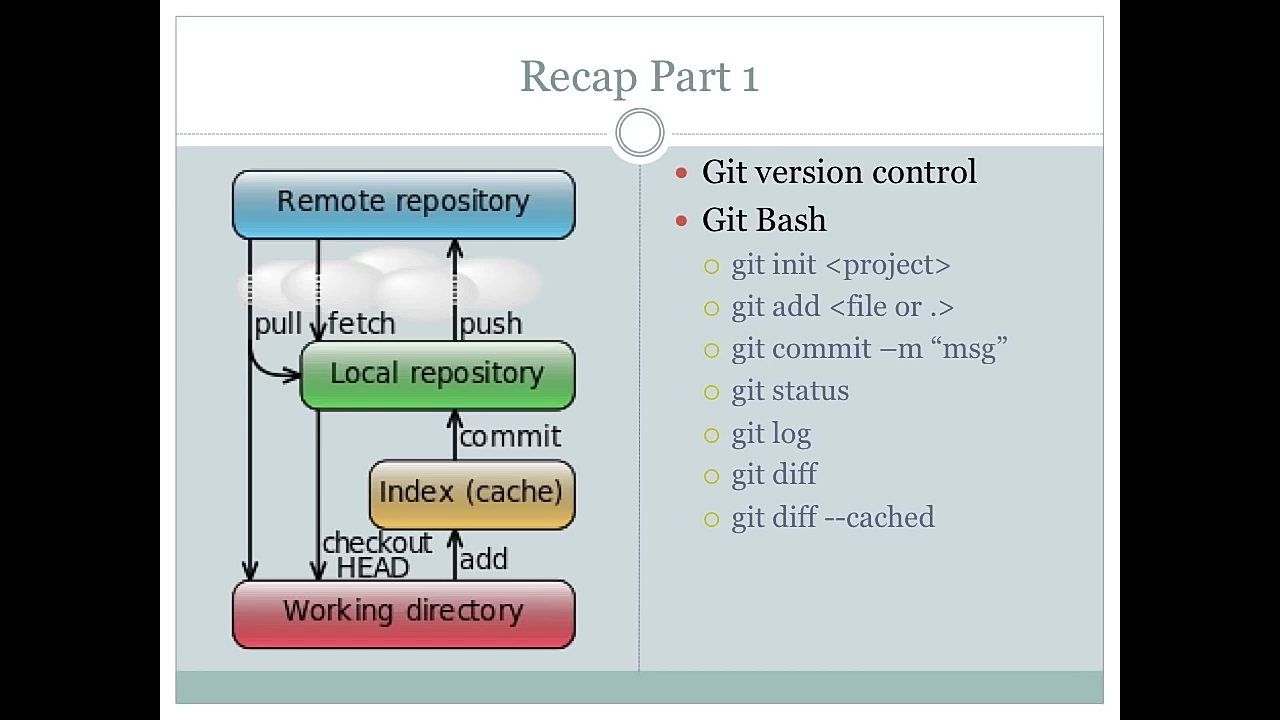 Recap Part 1
Remote repository
pull
fetch
push
Local repository
commit
Index (cache)
checkout
HEAD
add
Working directory
Git version control
Git Bash
git init <project>
git add <file or .>
git commit –m “msg”
git status
git log
git diff
git diff --cached